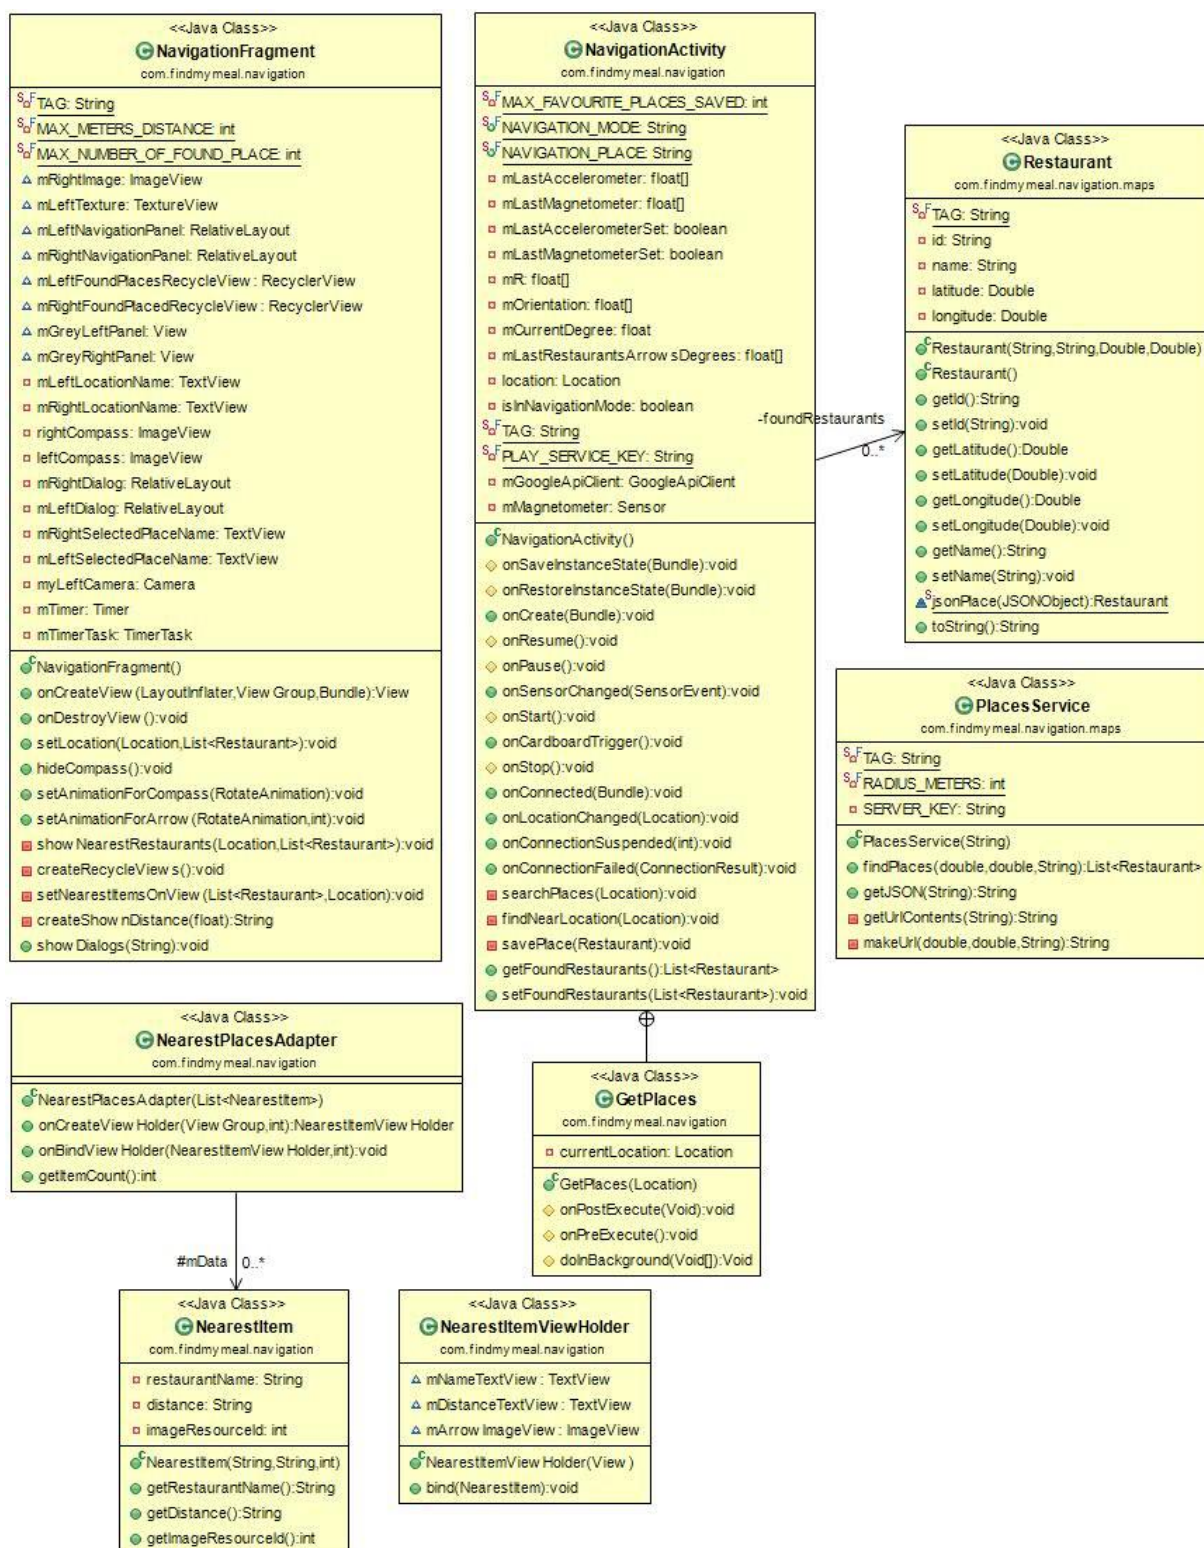 <<Java Class>>
NavigationFragment
com.findmymeal.navigation
TAG: String
MAX_METERS_DISTANCE: int
MAX_NUMBER_OF_FOUND_PLACE: int
mRightImage: ImageView
mLeftTexture: TextureView
mLeftNavigationPanel: RelativeLayout
mRightNavigationPanel: RelativeLayout
mLeftFoundPlacesRecycleView: RecyclerView
mRightFoundPlacedRecycleView: RecyclerView
mGreyLeftPanel: View
mGreyRightPanel: View
mLeftLocationName: TextView
mRightLocationName: TextView
rightCompass: ImageView
leftCompass: ImageView
mRightDialog: RelativeLayout
mLeftDialog: RelativeLayout
mRightSelectedPlaceName: TextView
mLeftSelectedPlaceName: TextView
myLeftCamera: Camera
mTimer: Timer
mTimerTask: TimerTask
NavigationFragment()
onCreateView(LayoutInflater,ViewGroup,Bundle):View
onDestroyView():void
setLocation(Location,List<Restaurant>):void
hideCompass():void
setAnimationForCompass(RotateAnimation):void
setAnimationForArrow(RotateAnimation,int):void
showNearestRestaurants(Location,List<Restaurant>):void
createRecycleViews():void
setNearestItemsOnView(List<Restaurant>,Location):void
createShownDistance(float):String
showDialogs(String):void
<<Java Class>>
NavigationActivity
com.findmymeal.navigation
MAX_FAVOURITE_PLACES_SAVED: int
NAVIGATION_MODE: String
NAVIGATION_PLACE: String
mLastAccelerometer: float[]
mLastMagnetometer: float[]
mLastAccelerometerSet: boolean
mLastMagnetometerSet: boolean
mR: float[]
mOrientation: float[]
mCurrentDegree: float
mLastRestaurantsArrowsDegrees: float[]
location: Location
isInNavigationMode: boolean
TAG: String
PLAY_SERVICE_KEY: String
mGoogleApiClient: GoogleApiClient
mMagnetometer: Sensor
NavigationActivity()
onSaveInstanceState(Bundle):void
onRestoreInstanceState(Bundle):void
onCreate(Bundle):void
onResume():void
onPause():void
onSensorChanged(SensorEvent):void
onStart():void
onCardboardTrigger():void
onStop():void
onConnected(Bundle):void
onLocationChanged(Location):void
onConnectionSuspended(int):void
onConnectionFailed(ConnectionResult):void
searchPlaces(Location):void
findNearLocation(Location):void
savePlace(Restaurant):void
getFoundRestaurants():List<Restaurant>
setFoundRestaurants(List<Restaurant>):void
-foundRestaurants
0..*
<<Java Class>>
Restaurant
com.findmymeal.navigation.maps
TAG: String
id: String
name: String
latitude: Double
longitude: Double
Restaurant(String,String,Double,Double)
Restaurant()
getId():String
setId(String):void
getLatitude():Double
setLatitude(Double):void
getLongitude():Double
setLongitude(Double):void
getName():String
setName(String):void
jsonPlace(JSONObject):Restaurant
toString():String
<<Java Class>>
PlacesService
com.findmymeal.navigation.maps
TAG: String
RADIUS_METERS: int
SERVER_KEY: String
PlacesService(String)
findPlaces(double,double,String):List<Restaurant>
getJSON(String):String
getUrlContents(String):String
makeUrl(double,double,String):String
<<Java Class>>
NearestPlacesAdapter
com.findmymeal.navigation
NearestPlacesAdapter(List<NearestItem>)
onCreateViewHolder(ViewGroup,int):NearestItemViewHolder
onBindViewHolder(NearestItemViewHolder,int):void
getItemCount():int
#mData
0..*
<<Java Class>>
GetPlaces
com.findmymeal.navigation
currentLocation: Location
GetPlaces(Location)
onPostExecute(Void):void
onPreExecute():void
doInBackground(Void[]):Void
<<Java Class>>
NearestItem
com.findmymeal.navigation
restaurantName: String
distance: String
imageResourceId: int
NearestItem(String,String,int)
getRestaurantName():String
getDistance():String
getImageResourceId():int
<<Java Class>>
NearestItemViewHolder
com.findmymeal.navigation
mNameTextView: TextView
mDistanceTextView: TextView
mArrowImageView: ImageView
NearestItemViewHolder(View)
bind(NearestItem):void